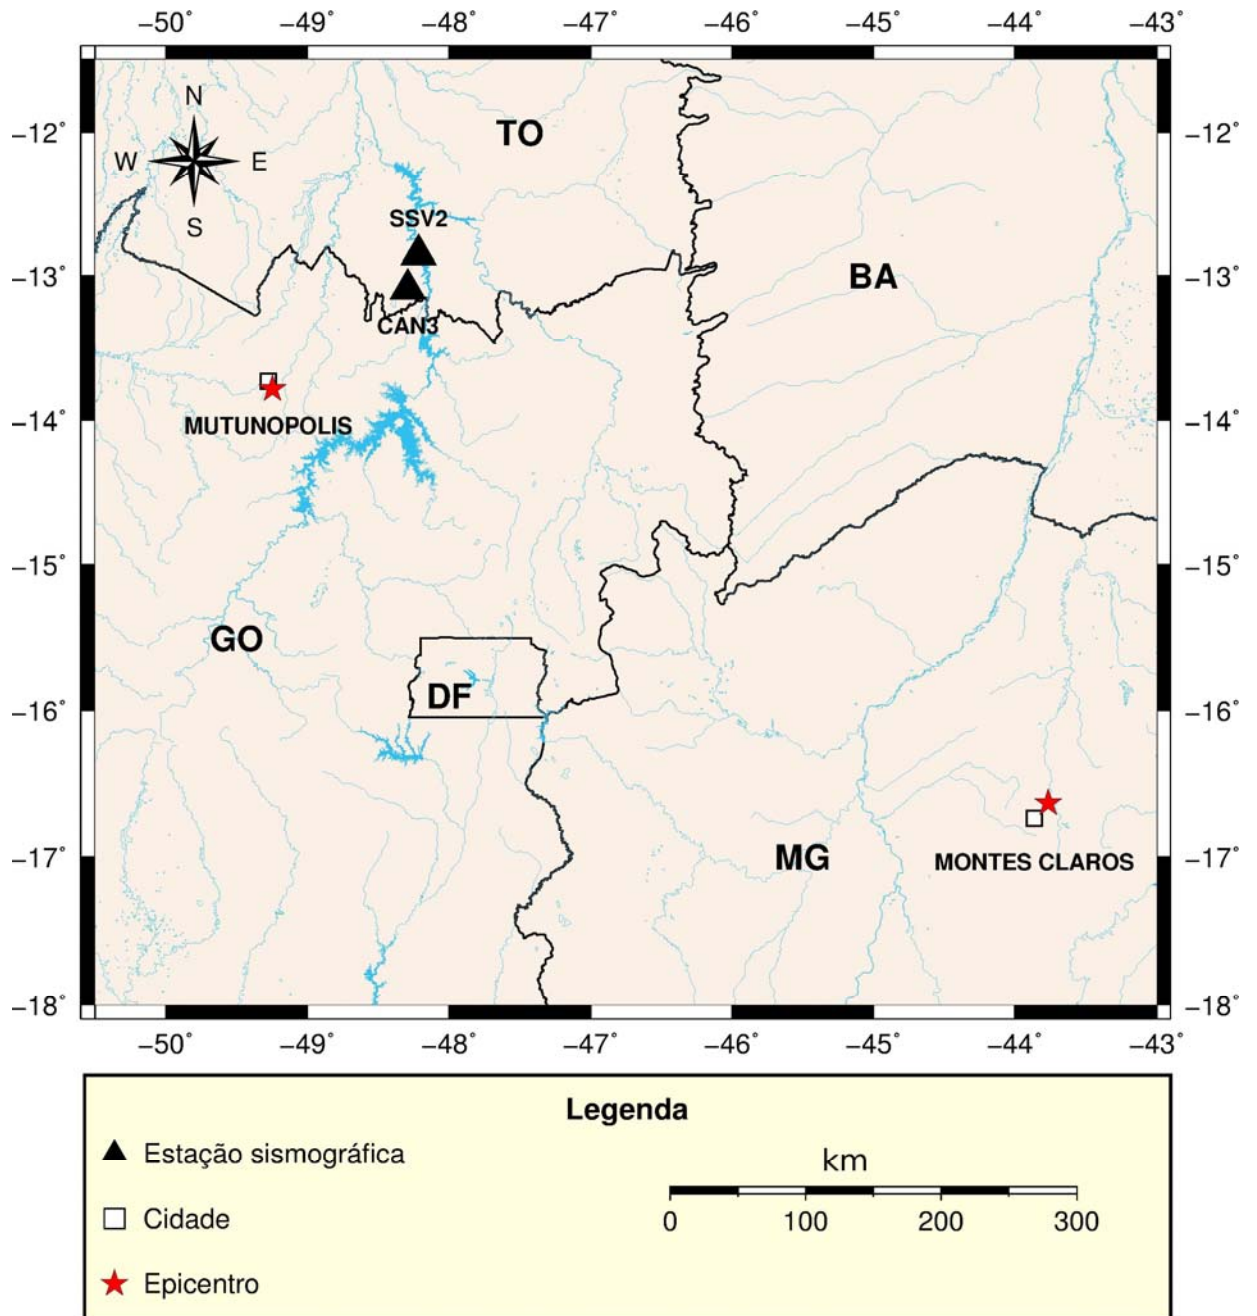 −50˚ −49˚ −48˚ −47˚ −46˚ −45˚ −44˚ −43˚
N
−12˚ TO −12˚
W E
S
SSV2
−13˚ BA −13˚
CAN3
−14˚ MUTUNOPOLIS −14˚
−15˚ −15˚
GO
DF
−16˚ −16˚
−17˚ MG MONTES CLAROS −17˚
−18˚ −18˚
−50˚ −49˚ −48˚ −47˚ −46˚ −45˚ −44˚ −43˚
Legenda
Estação sismográfica
km
Cidade
0 100 200 300
Epicentro